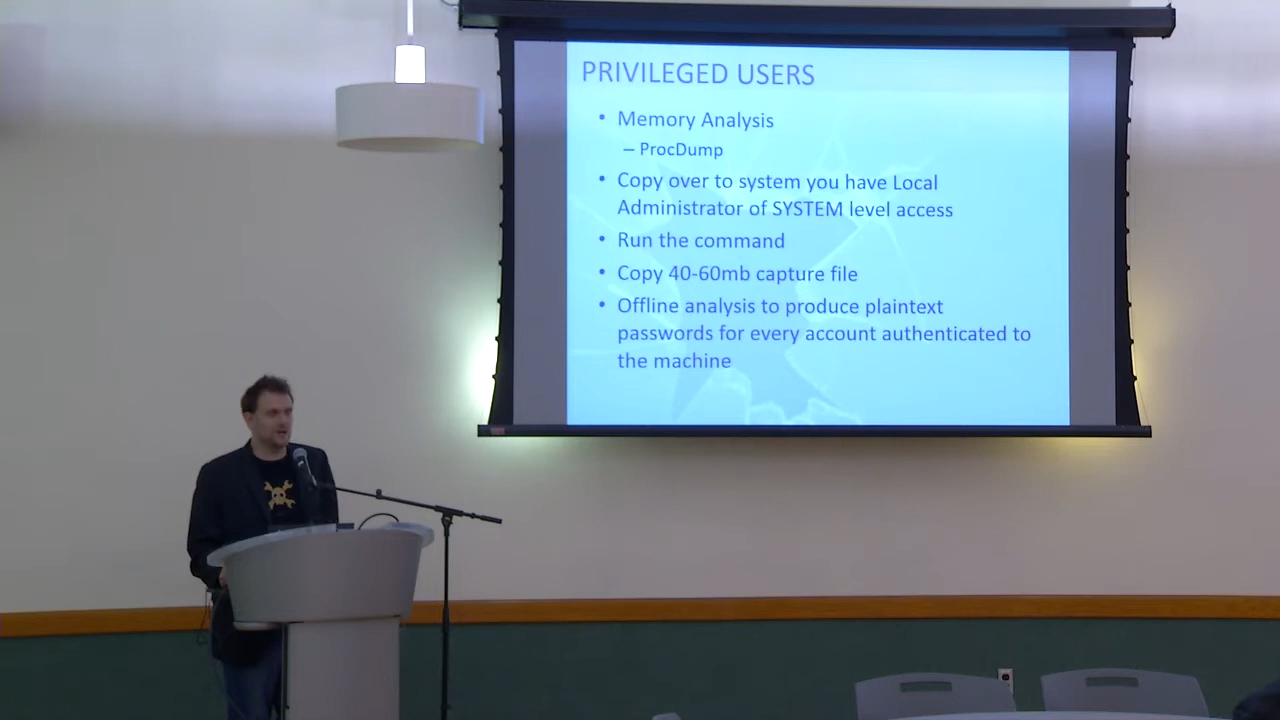 PRIVILEGED USERS
• Memory Analysis
– ProcDump
• Copy over to system you have Local
Administrator of SYSTEM level access
• Run the command
• Copy 40-60mb capture file
• Offline analysis to produce plaintext
passwords for every account authenticated to
the machine